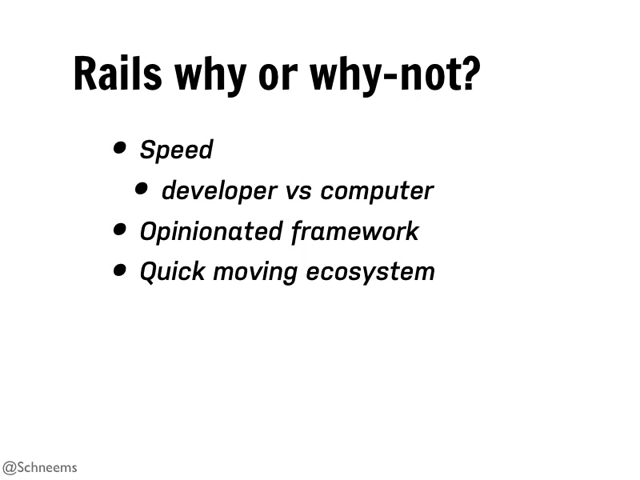 Rails why or why-not?
• Speed
• developer vs computer
• Opinionated framework
• Quick moving ecosystem
@Schneems